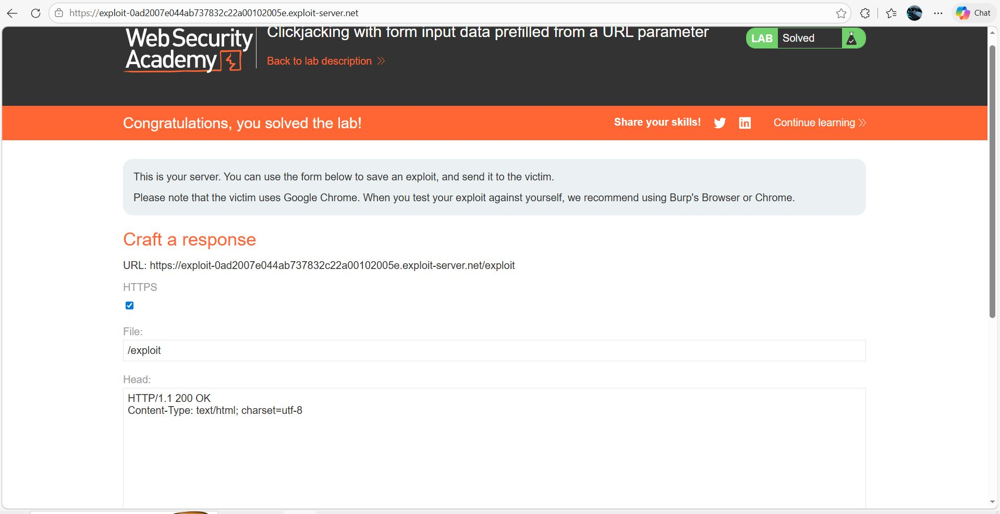 https://exploit-0ad2007e044ab737832c22a00102005e.exploit-server.net
Chat
Web Security
Academy
Clickjacking with form input data prefilled from a URL parameter
Back to lab description
LAB Solved
Congratulations, you solved the lab!
Share your skills!
Continue learning
This is your server. You can use the form below to save an exploit, and send it to the victim.
Please note that the victim uses Google Chrome. When you test your exploit against yourself, we recommend using Burp's Browser or Chrome.
Craft a response
URL: https://exploit-0ad2007e044ab737832c22a00102005e.exploit-server.net/exploit
HTTPS
File:
/exploit
Head:
HTTP/1.1 200 OK
Content-Type: text/html; charset=utf-8